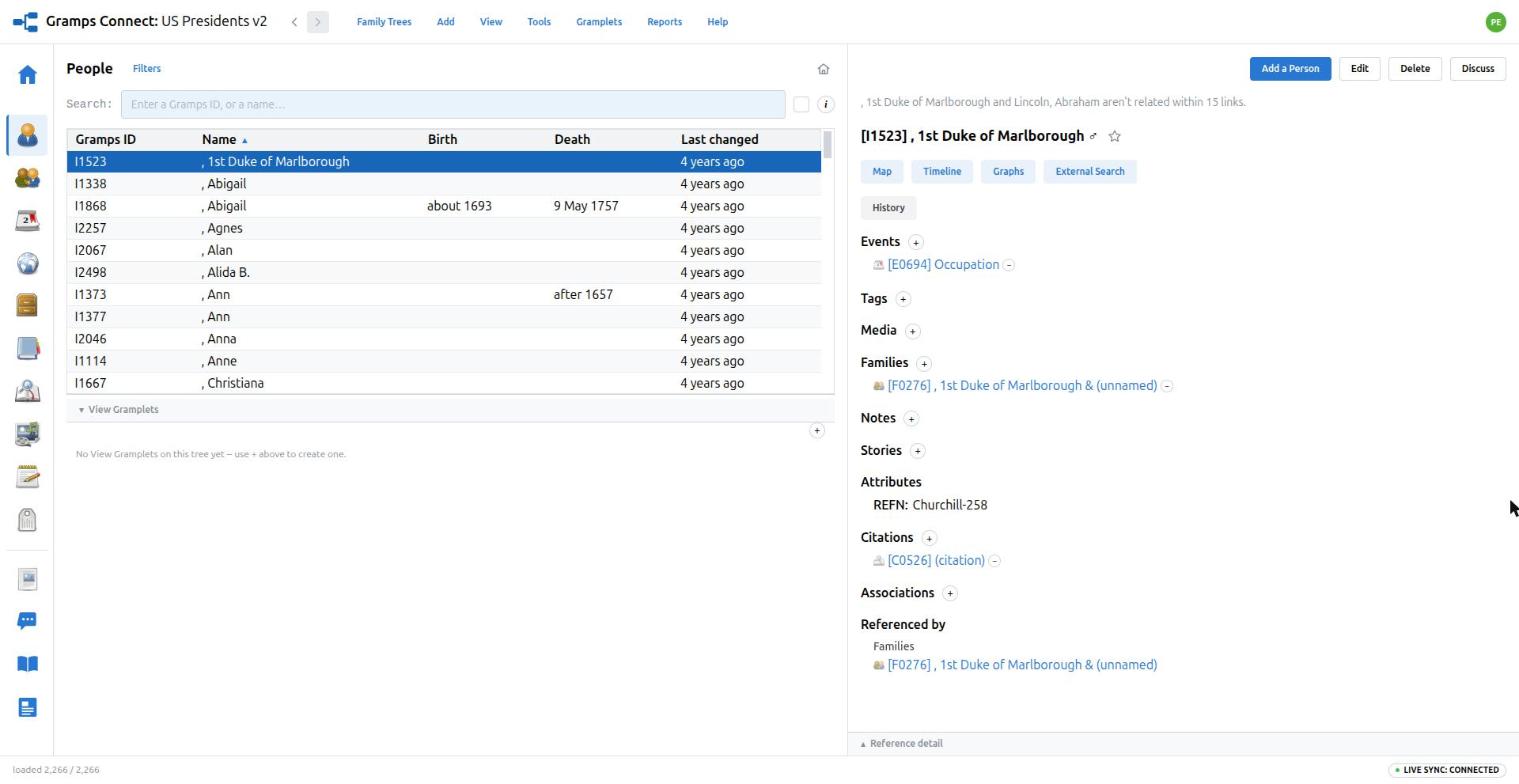 Gramps Connect: US Presidents v2
Family Trees Add View Tools Gramplets Reports Help
PE
People Filters
Search: Enter a Gramps ID, or a name...
i
Gramps ID Name ▲ Birth Death Last changed
I1523 , 1st Duke of Marlborough 4 years ago
I1338 , Abigail 4 years ago
I1868 , Abigail about 1693 9 May 1757 4 years ago
I2257 , Agnes 4 years ago
I2067 , Alan 4 years ago
I2498 , Alida B. 4 years ago
I1373 , Ann after 1657 4 years ago
I1377 , Ann 4 years ago
I2046 , Anna 4 years ago
I1114 , Anne 4 years ago
I1667 , Christiana 4 years ago
▾ View Gramplets
+
No View Gramplets on this tree yet – use + above to create one.
Add a Person Edit Delete Discuss
, 1st Duke of Marlborough and Lincoln, Abraham aren't related within 15 links.
[I1523] , 1st Duke of Marlborough ♂ ☆
Map Timeline Graphs External Search
History
Events +
[E0694] Occupation −
Tags +
Media +
Families +
[F0276] , 1st Duke of Marlborough & (unnamed) −
Notes +
Stories +
Attributes
REFN: Churchill-258
Citations +
[C0526] (citation) −
Associations +
Referenced by
Families
[F0276] , 1st Duke of Marlborough & (unnamed)
▴ Reference detail
loaded 2,266 / 2,266
LIVE SYNC: CONNECTED